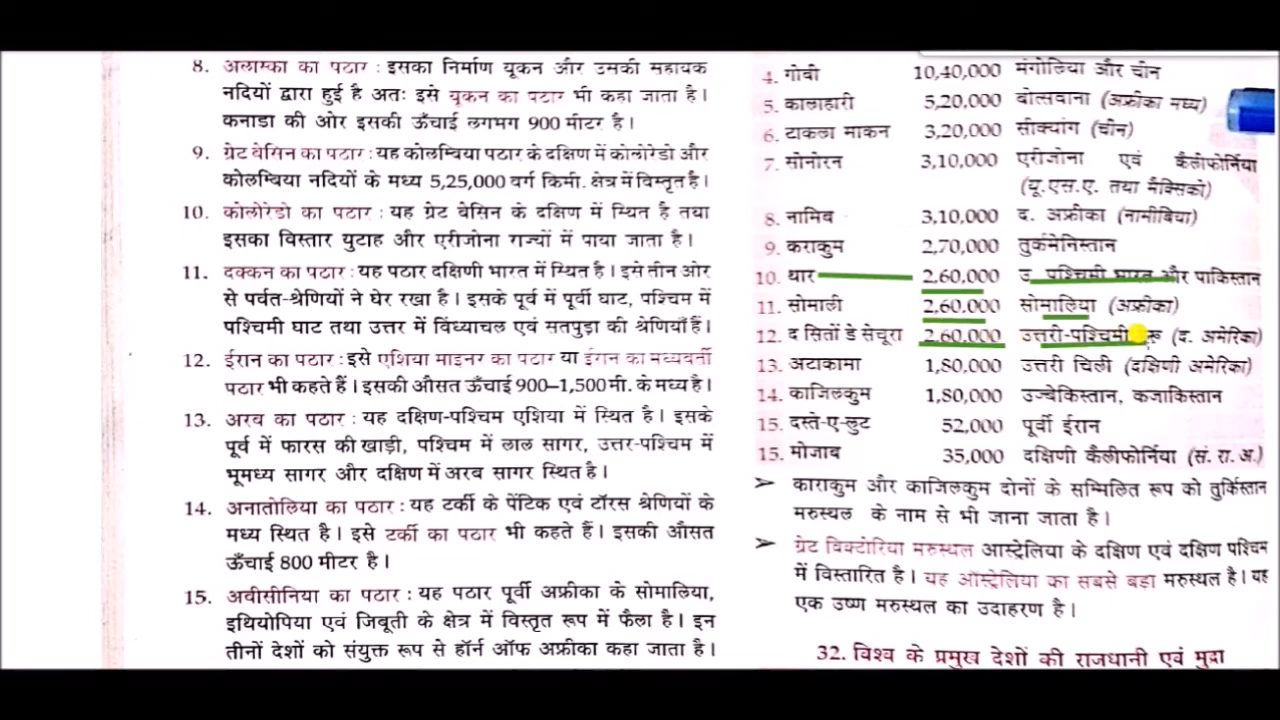 8. अलास्का का पठार : इसका निर्माण यूकन और उसकी सहायक
नदियों द्वारा हुई है अतः इसे यूकन का पठार भी कहा जाता है।
कनाडा की ओर इसकी ऊँचाई लगभग 900 मीटर है।
9. ग्रेट बेसिन का पठार : यह कोलम्बिया पठार के दक्षिण में कोलोरेडो और
कोलम्बिया नदियों के मध्य 5,25,000 वर्ग किमी. क्षेत्र में विस्तृत है।
10. कोलोरेडो का पठार : यह ग्रेट बेसिन के दक्षिण में स्थित है तथा
इसका विस्तार युटाह और एरीजोना राज्यों में पाया जाता है।
11. दक्कन का पठार : यह पठार दक्षिणी भारत में स्थित है। इसे तीन ओर
से पर्वत-श्रेणियों ने घेर रखा है। इसके पूर्व में पूर्वी घाट, पश्चिम में
पश्चिमी घाट तथा उत्तर में विंध्याचल एवं सतपुड़ा की श्रेणियाँ हैं।
12. ईरान का पठार : इसे एशिया माइनर का पठार या ईरान का मध्यवर्ती
पठार भी कहते हैं। इसकी औसत ऊँचाई 900–1,500 मी. के मध्य है।
13. अरब का पठार : यह दक्षिण-पश्चिम एशिया में स्थित है। इसके
पूर्व में फारस की खाड़ी, पश्चिम में लाल सागर, उत्तर-पश्चिम में
भूमध्य सागर और दक्षिण में अरब सागर स्थित है।
14. अनातोलिया का पठार : यह टर्की के पेंटिक एवं टॉरस श्रेणियों के
मध्य स्थित है। इसे टर्की का पठार भी कहते हैं। इसकी औसत
ऊँचाई 800 मीटर है।
15. अबीसीनिया का पठार : यह पठार पूर्वी अफ्रीका के सोमालिया,
इथियोपिया एवं जिबूती के क्षेत्र में विस्तृत रूप में फैला है। इन
तीनों देशों को संयुक्त रूप से हॉर्न ऑफ अफ्रीका कहा जाता है।
4. गोबी 10,40,000 मंगोलिया और चीन
5. कालाहारी 5,20,000 बोत्सवाना (अफ्रीका मध्य)
6. टाकला माकन 3,20,000 सीक्यांग (चीन)
7. सोनोरन 3,10,000 एरीजोना एवं कैलीफोर्निया
(यू.एस.ए. तथा मैक्सिको)
8. नामिब 3,10,000 द. अफ्रीका (नामीबिया)
9. कराकुम 2,70,000 तुर्कमेनिस्तान
10. थार 2,60,000 उ. पश्चिमी भारत और पाकिस्तान
11. सोमाली 2,60,000 सोमालिया (अफ्रीका)
12. द सितों डे सेचूरा 2,60,000 उत्तरी-पश्चिमी (द. अमेरिका)
13. अटाकामा 1,80,000 उत्तरी चिली (दक्षिणी अमेरिका)
14. काजिलकुम 1,80,000 उज्बेकिस्तान, कजाकिस्तान
15. दस्ते-ए-लुट 52,000 पूर्वी ईरान
15. मोजाब 35,000 दक्षिणी कैलीफोर्निया (सं. रा. अ.)
➤ काराकुम और काजिलकुम दोनों के सम्मिलित रूप को तुर्किस्तान
मरुस्थल के नाम से भी जाना जाता है।
➤ ग्रेट विक्टोरिया मरुस्थल आस्ट्रेलिया के दक्षिण एवं दक्षिण पश्चिम
में विस्तारित है। यह ऑस्ट्रेलिया का सबसे बड़ा मरुस्थल है। यह
एक उष्ण मरुस्थल का उदाहरण है।
32. विश्व के प्रमुख देशों की राजधानी एवं मुद्रा